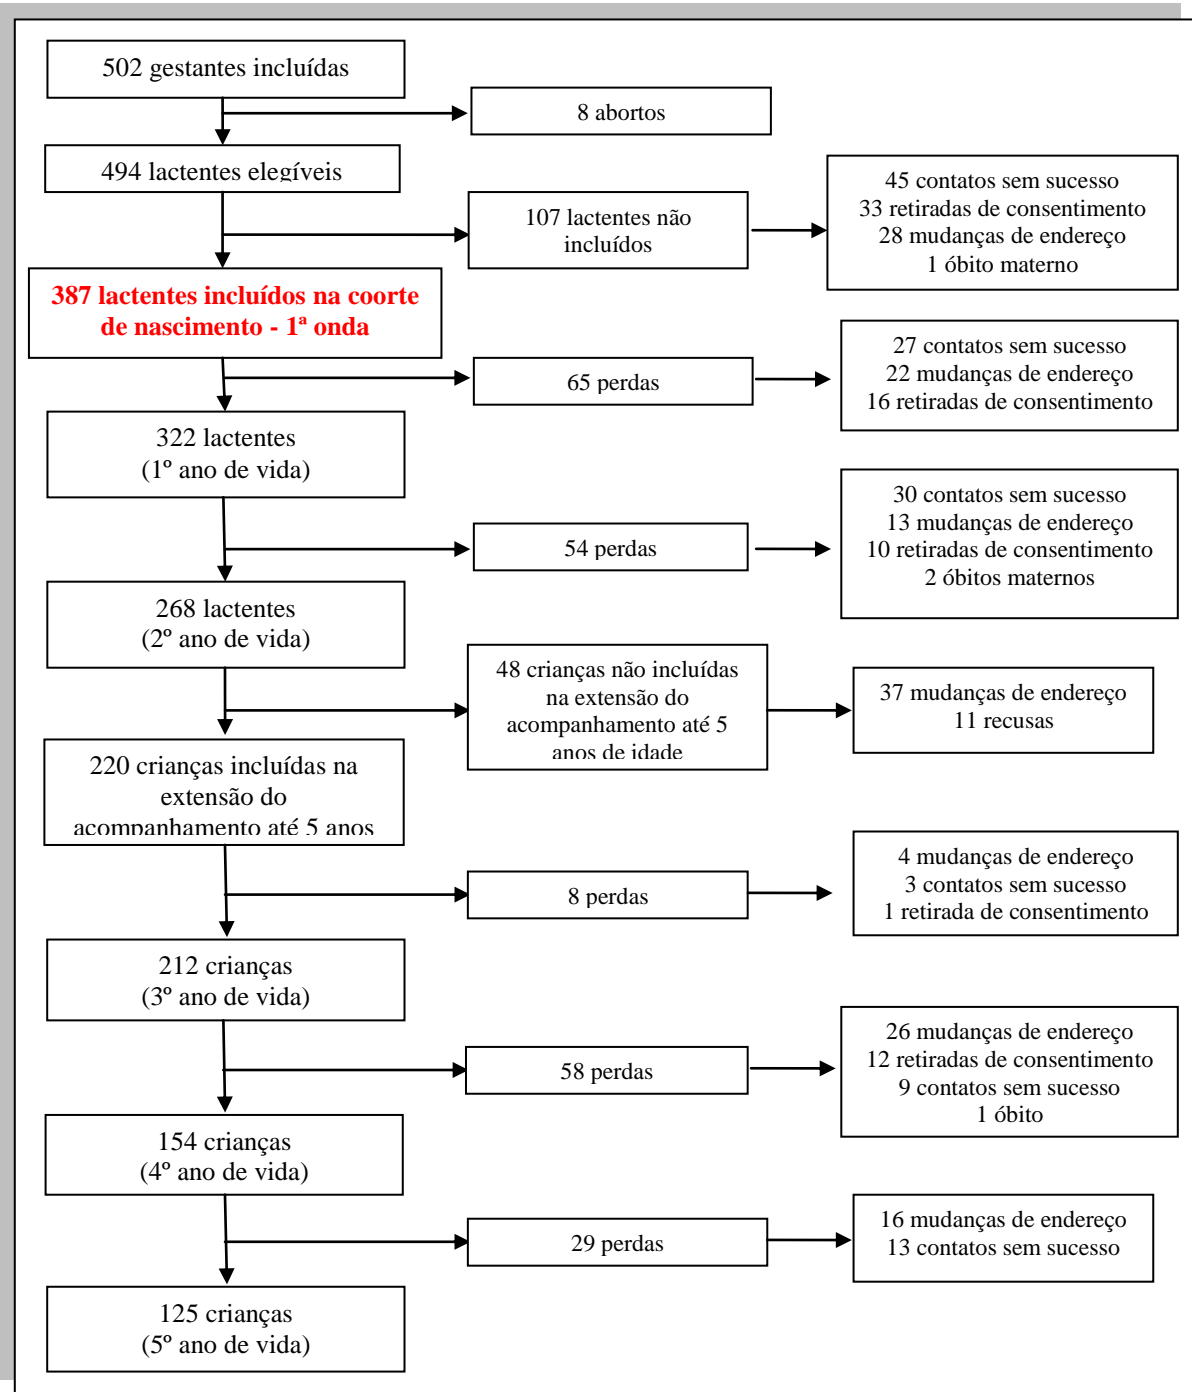 502 gestantes incluídas
8 abortos
494 lactentes elegíveis
107 lactentes não
incluídos
45 contatos sem sucesso
33 retiradas de consentimento
28 mudanças de endereço
1 óbito materno
387 lactentes incluídos na coorte
de nascimento - 1ª onda
65 perdas
27 contatos sem sucesso
22 mudanças de endereço
16 retiradas de consentimento
322 lactentes
(1º ano de vida)
54 perdas
30 contatos sem sucesso
13 mudanças de endereço
10 retiradas de consentimento
2 óbitos maternos
268 lactentes
(2º ano de vida)
48 crianças não incluídas
na extensão do
acompanhamento até 5
anos de idade
37 mudanças de endereço
11 recusas
220 crianças incluídas na
extensão do
acompanhamento até 5 anos
8 perdas
4 mudanças de endereço
3 contatos sem sucesso
1 retirada de consentimento
212 crianças
(3º ano de vida)
58 perdas
26 mudanças de endereço
12 retiradas de consentimento
9 contatos sem sucesso
1 óbito
154 crianças
(4º ano de vida)
29 perdas
16 mudanças de endereço
13 contatos sem sucesso
125 crianças
(5º ano de vida)